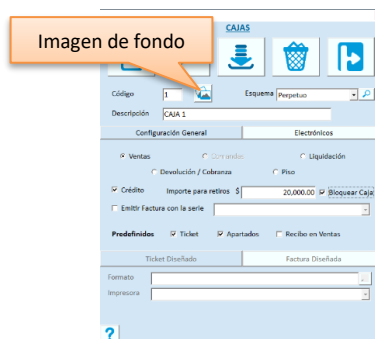 CAJAS
Imagen de fondo
Código 1 Esquema Perpetuo
Descripción CAJA 1
Configuración General Electrónicos
Ventas Comandas Liquidación
Devolución / Cobranza Piso
Crédito Importe para retiros $ 20,000.00 Bloquear Caja
Emitir Factura con la serie
Predefinidos Ticket Apartados Recibo en Ventas
Ticket Diseñado Factura Diseñada
Formato
Impresora
?